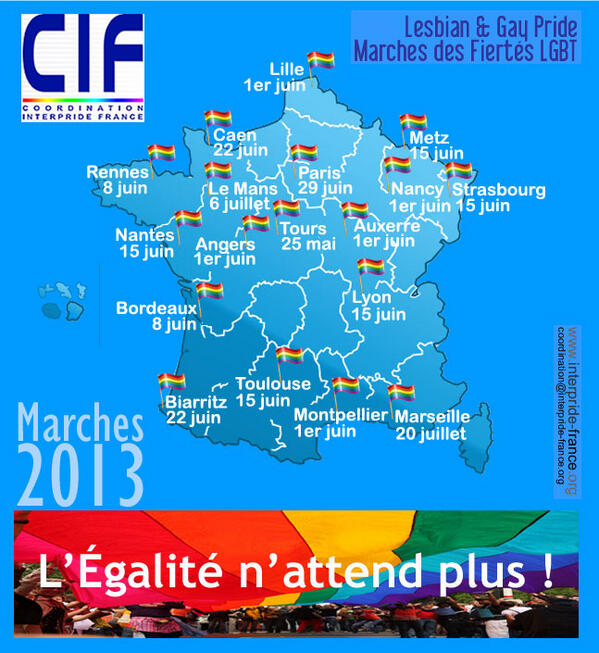 CIF
COORDINATION
INTERPRIDE FRANCE
Lesbian & Gay Pride
Marches des Fiertés LGBT
Lille
1er juin
Caen
22 juin
Metz
15 juin
Rennes
8 juin
Le Mans
6 juillet
Paris
29 juin
Nancy
1er juin
Strasbourg
15 juin
Nantes
15 juin
Angers
1er juin
Tours
25 mai
Auxerre
1er juin
Bordeaux
8 juin
Lyon
15 juin
Biarritz
22 juin
Toulouse
15 juin
Montpellier
1er juin
Marseille
20 juillet
www.interpride-france.org
coordination@interpride-france.org
Marches
2013
L'Égalité n'attend plus !